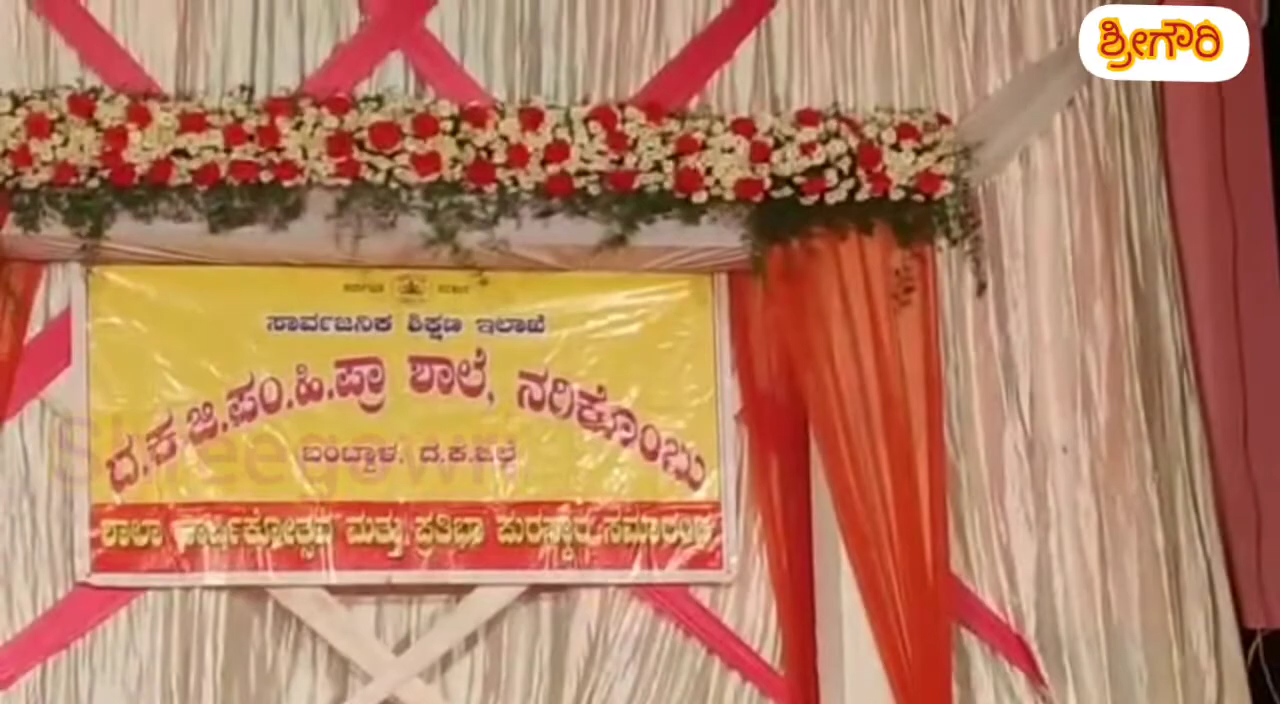 ಶ್ರೀಗೌರಿ
ಸಾರ್ವಜನಿಕ ಶಿಕ್ಷಣ ಇಲಾಖೆ
ದ.ಕ.ಜಿ.ಪಂ.ಹಿ.ಪ್ರಾ ಶಾಲೆ, ನರಿಕೊಂಬು
ಬಂಟ್ವಾಳ. ದ.ಕ.ಜಿಲ್ಲೆ
ಶಾಲಾ ವಾರ್ಷಿಕೋತ್ಸವ ಮತ್ತು ಪ್ರತಿಭಾ ಪುರಸ್ಕಾರ ಸಮಾರಂಭ